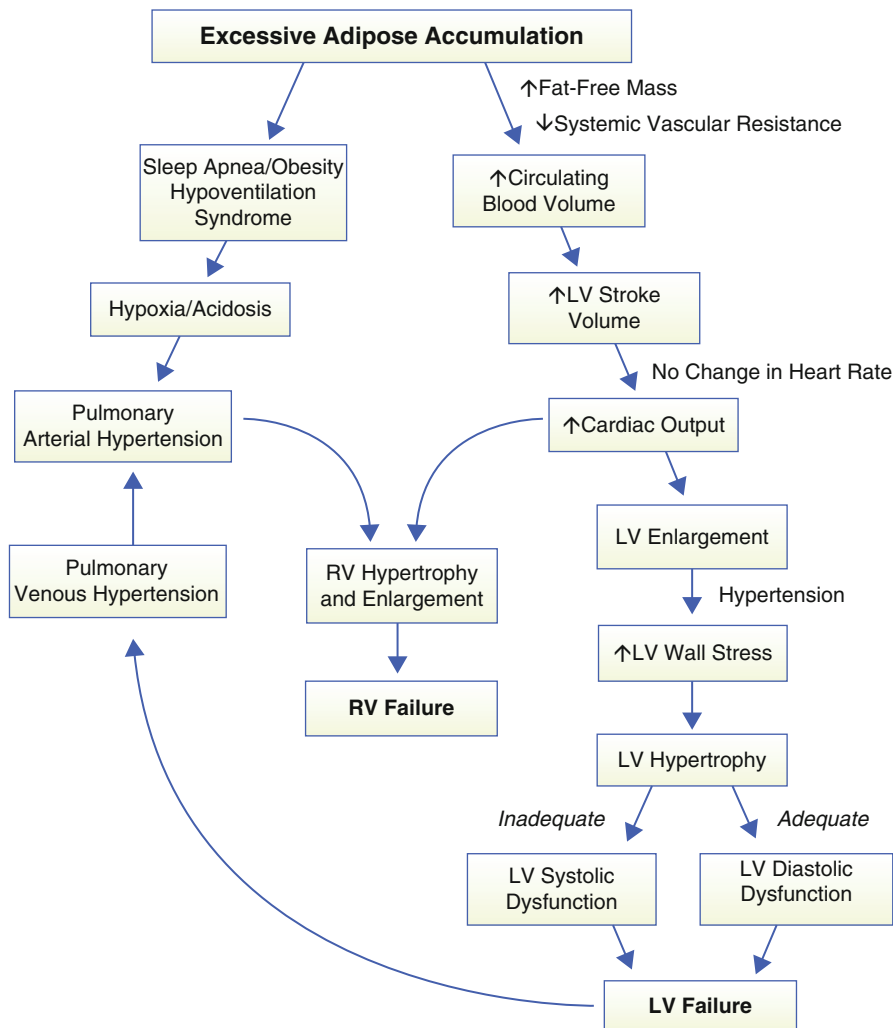 Excessive Adipose Accumulation
↑Fat-Free Mass
↓Systemic Vascular Resistance
Sleep Apnea/Obesity
Hypoventilation
Syndrome
↑Circulating
Blood Volume
Hypoxia/Acidosis
↑LV Stroke
Volume
No Change in Heart Rate
Pulmonary
Arterial Hypertension
↑Cardiac Output
LV Enlargement
Pulmonary
Venous Hypertension
RV Hypertrophy
and Enlargement
Hypertension
↑LV Wall Stress
RV Failure
LV Hypertrophy
Inadequate
Adequate
LV Systolic
Dysfunction
LV Diastolic
Dysfunction
LV Failure